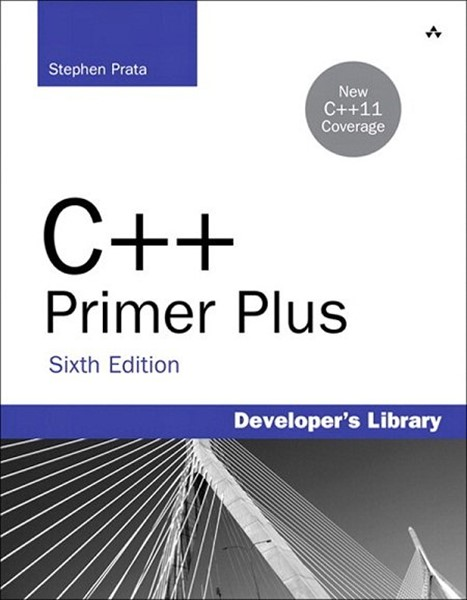 Stephen Prata
New
C++11
Coverage
C++
Primer Plus
Sixth Edition
Developer's Library